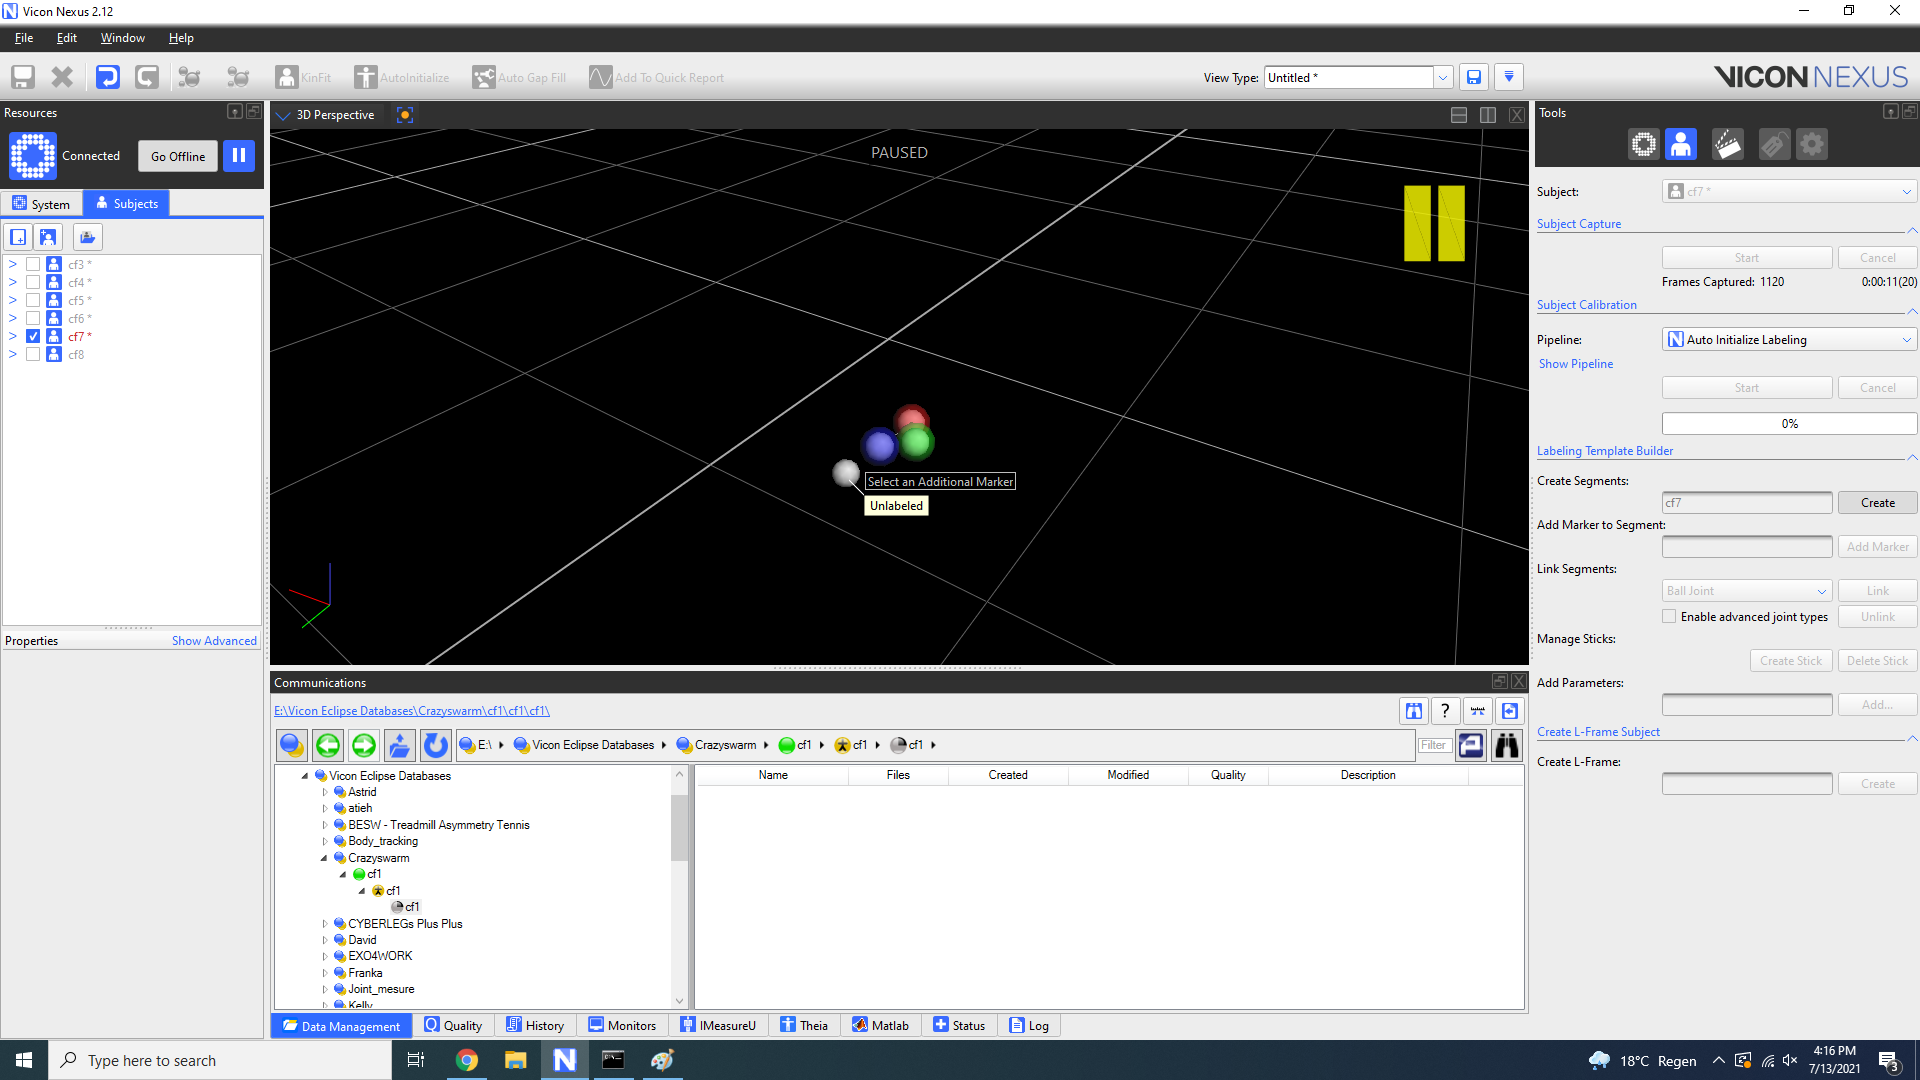 Vicon Nexus 2.12
File Edit Window Help
KinFit AutoInitialize Auto Gap Fill Add To Quick Report
View Type: Untitled *
VICON NEXUS
Resources
Connected Go Offline
System Subjects
cf3 *
cf4 *
cf5 *
cf6 *
cf7 *
cf8
Properties Show Advanced
3D Perspective
PAUSED
Select an Additional Marker
Unlabeled
Communications
E:\Vicon Eclipse Databases\Crazyswarm\cf1\cf1\cf1\
?
E:\ Vicon Eclipse Databases Crazyswarm cf1 cf1 cf1
Filter
Vicon Eclipse Databases
Astrid
atieh
BESW - Treadmill Asymmetry Tennis
Body_tracking
Crazyswarm
cf1
cf1
cf1
CYBERLEGs Plus Plus
David
EXO4WORK
Franka
Joint_mesure
Kelly
Name Files Created Modified Quality Description
Data Management Quality History Monitors IMeasureU Theia Matlab Status Log
Tools
Subject: cf7 *
Subject Capture
Start Cancel
Frames Captured: 1120 0:00:11(20)
Subject Calibration
Pipeline: Auto Initialize Labeling
Show Pipeline
Start Cancel
0%
Labeling Template Builder
Create Segments:
cf7 Create
Add Marker to Segment:
Add Marker
Link Segments:
Ball Joint Link
Enable advanced joint types Unlink
Manage Sticks:
Create Stick Delete Stick
Add Parameters:
Add...
Create L-Frame Subject
Create L-Frame:
Create
Type here to search
18°C Regen
4:16 PM
7/13/2021
3